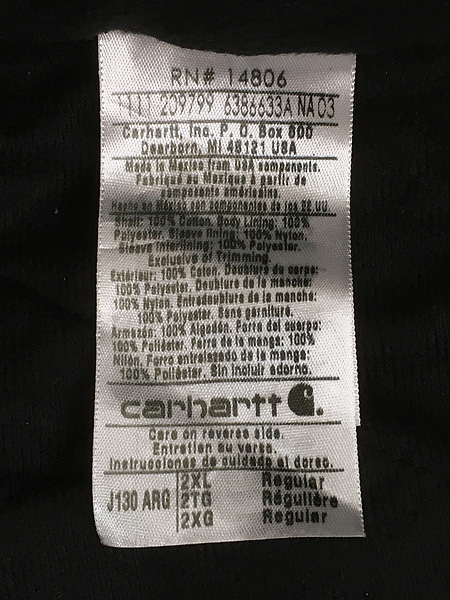 RN# 14806
1111 209799 6386633A NA 03
Carhartt, Inc. P. O. Box 600
Dearborn, MI 48121 USA
Made in Mexico from USA components.
Fabriqué au Mexique à partir de
composants américains.
Hecho en México con componentes de los EE.UU.
Shell: 100% Cotton. Body Lining: 100%
Polyester. Sleeve lining: 100% Nylon.
Sleeve Interlining: 100% Polyester.
Exclusive of Trimming.
Extérieur: 100% Coton. Doublure du corps:
100% Polyester. Doublure de la manche:
100% Nylon. Entredoublure de la manche:
100% Polyester. Sans garniture.
Armazón: 100% Algodón. Forro del cuerpo:
100% Poliéster. Forro de la manga: 100%
Nilón. Forro entrelazado de la manga:
100% Poliéster. Sin incluir adorno.
carhartt
Care on reverse side.
Entretien au verso.
Instrucciones de cuidado al dorso.
J130 ARG 2XL Regular
2TG Régulière
2XG Regular